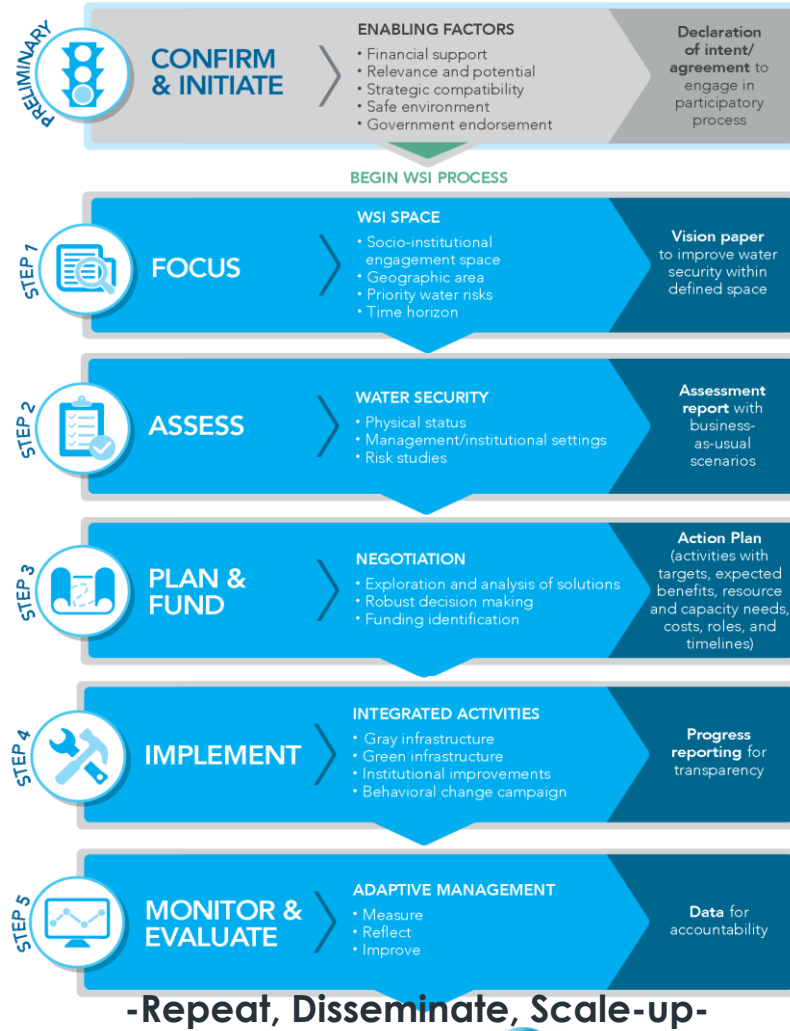 PRELIMINARY
CONFIRM
& INITIATE
ENABLING FACTORS
• Financial support
• Relevance and potential
• Strategic compatibility
• Safe environment
• Government endorsement
Declaration
of intent/
agreement to
engage in
participatory
process
BEGIN WSI PROCESS
STEP 1
FOCUS
WSI SPACE
• Socio-institutional
engagement space
• Geographic area
• Priority water risks
• Time horizon
Vision paper
to improve water
security within
defined space
STEP 2
ASSESS
WATER SECURITY
• Physical status
• Management/institutional settings
• Risk studies
Assessment
report with
business-
as-usual
scenarios
STEP 3
PLAN &
FUND
NEGOTIATION
• Exploration and analysis of solutions
• Robust decision making
• Funding identification
Action Plan
(activities with
targets, expected
benefits, resource
and capacity needs,
costs, roles, and
timelines)
STEP 4
IMPLEMENT
INTEGRATED ACTIVITIES
• Gray infrastructure
• Green infrastructure
• Institutional improvements
• Behavioral change campaign
Progress
reporting for
transparency
STEP 5
MONITOR &
EVALUATE
ADAPTIVE MANAGEMENT
• Measure
• Reflect
• Improve
Data for
accountability
-Repeat, Disseminate, Scale-up-